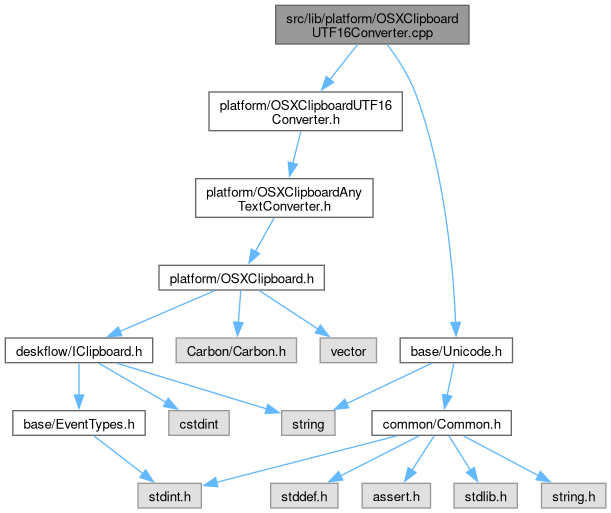 src/lib/platform/OSXClipboard
UTF16Converter.cpp
platform/OSXClipboardUTF16
Converter.h
platform/OSXClipboardAny
TextConverter.h
platform/OSXClipboard.h
deskflow/IClipboard.h
Carbon/Carbon.h
vector
base/Unicode.h
base/EventTypes.h
cstdint
string
common/Common.h
stdint.h
stddef.h
assert.h
stdlib.h
string.h